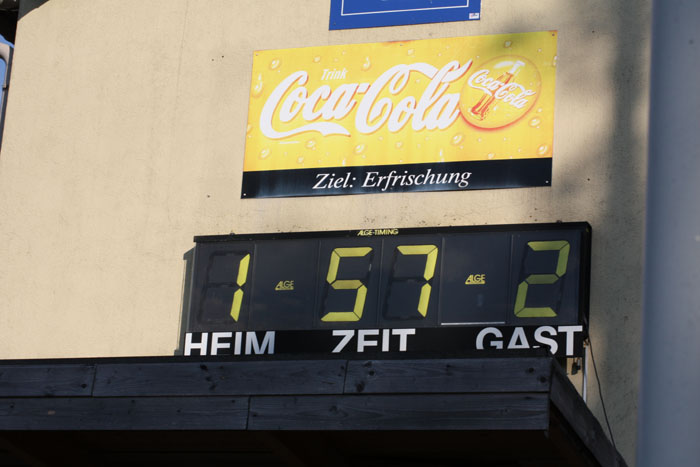 Trink
Coca-Cola
Coca-Cola
Ziel: Erfrischung
ALGE-TIMING
1 ALGE 57 ALGE 2
HEIM ZEIT GAST